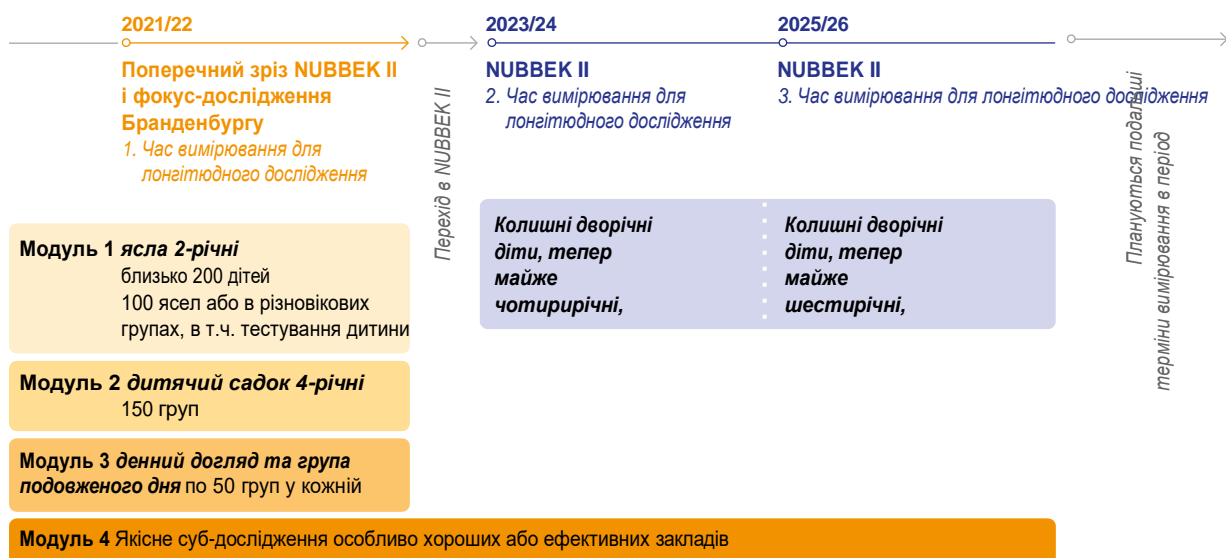 2021/22
Поперечний зріз NUBBEK II
і фокус-дослідження
Бранденбургу
1. Час вимірювання для
лонгітюдного дослідження
Перехід в NUBBEK II
2023/24
NUBBEK II
2. Час вимірювання для
лонгітюдного дослідження
2025/26
NUBBEK II
3. Час вимірювання для лонгітюдного дослідження
Плануються подальші
терміни вимірювання в період
Модуль 1 ясла 2-річні
близько 200 дітей
100 ясел або в різновікових
групах, в т.ч. тестування дитини
Колишні дворічні
діти, тепер
майже
чотирирічні,
Колишні дворічні
діти, тепер
майже
шестирічні,
Модуль 2 дитячий садок 4-річні
150 груп
Модуль 3 денний догляд та група
подовженого дня по 50 груп у кожній
Модуль 4 Якісне суб-дослідження особливо хороших або ефективних закладів